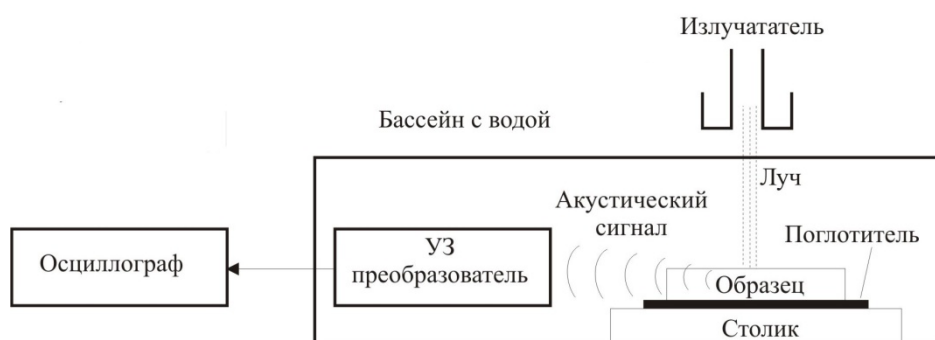 Излучататель
Бассейн с водой
Луч
Акустический
сигнал
Поглотитель
УЗ
преобразователь
Осциллограф
Образец
Столик